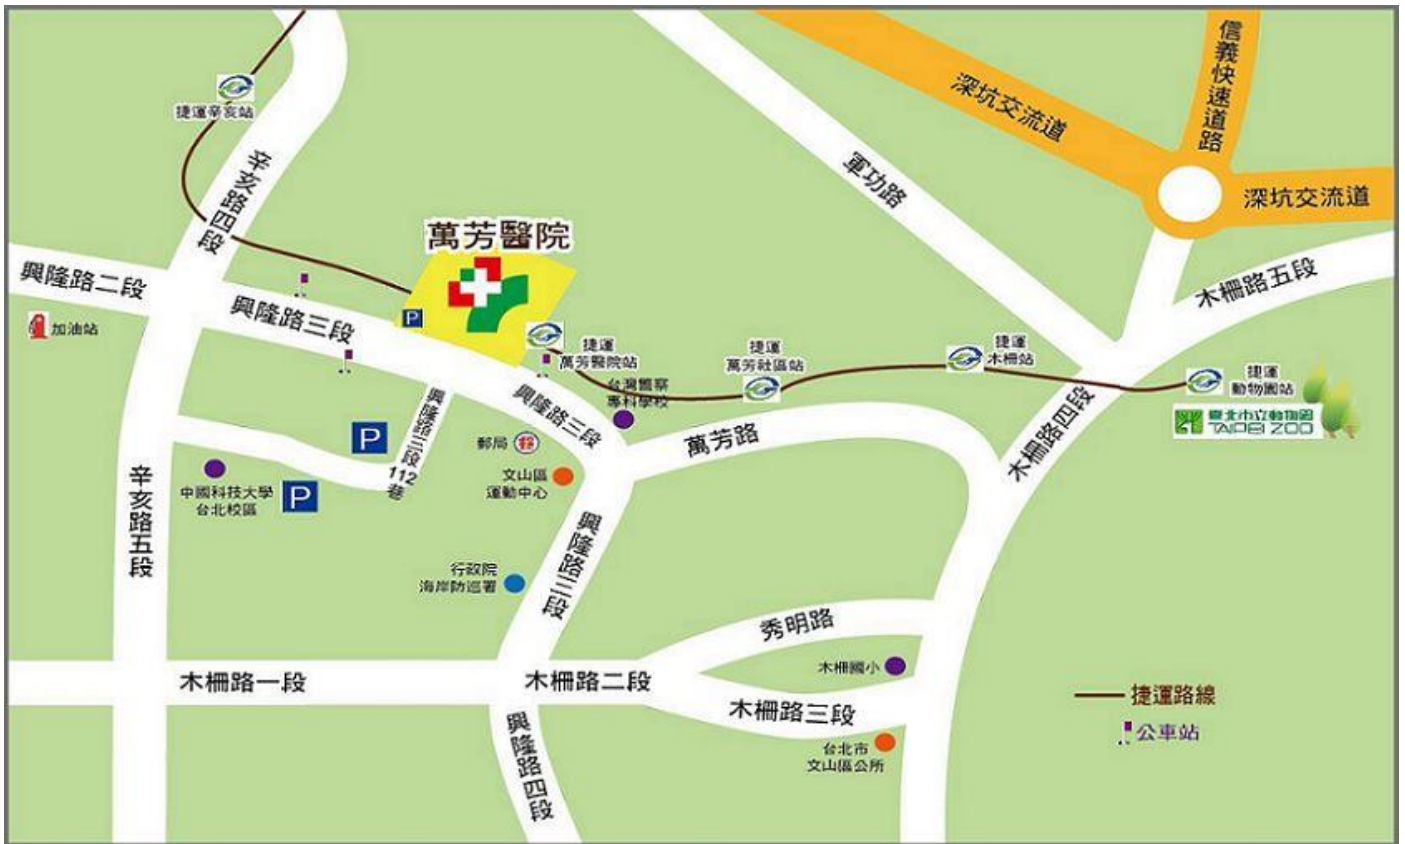 信義快速道路
深坑交流道
捷運辛亥站
辛亥路四段
軍功路
深坑交流道
萬芳醫院
興隆路二段
木柵路五段
加油站
興隆路三段
P
捷運
萬芳醫院站
捷運
萬芳社區站
捷運
木柵站
捷運
動物園站
台灣警察
專科學校
臺北市立動物園
TAIPEI ZOO
興隆路三段
興隆路三段112巷
P
郵局
萬芳路
木柵路四段
文山區
運動中心
中國科技大學
台北校區
P
辛亥路五段
興隆路三段
行政院
海岸防巡署
秀明路
木柵國小
木柵路一段
木柵路二段
木柵路三段
捷運路線
公車站
興隆路四段
台北市
文山區公所